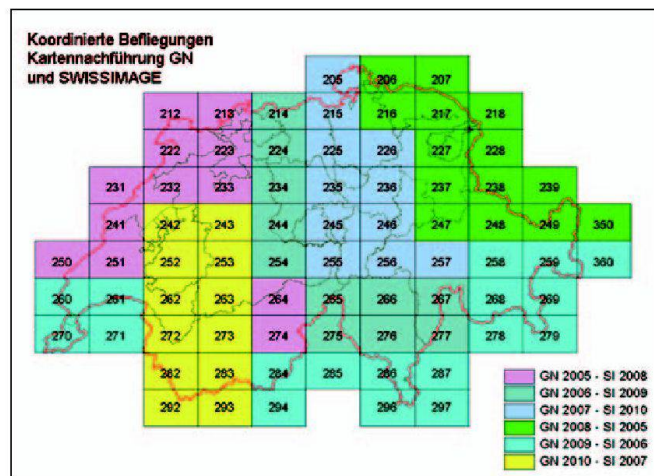 Koordinierte Befliegungen
Kartennachführung GN
und SWISSIMAGE
205 206 207
212 213 214 215 216 217 218
222 223 224 225 226 227 228
231 232 233 234 235 236 237 238 239
241 242 243 244 245 246 247 248 249 350
250 251 252 253 254 255 256 257 258 259 360
260 261 262 263 264 265 266 267 268 269
270 271 272 273 274 275 276 277 278 279
282 283 284 285 286 287
292 293 294 296 297
GN 2005 - SI 2008
GN 2006 - SI 2009
GN 2007 - SI 2010
GN 2008 - SI 2005
GN 2009 - SI 2006
GN 2010 - SI 2007